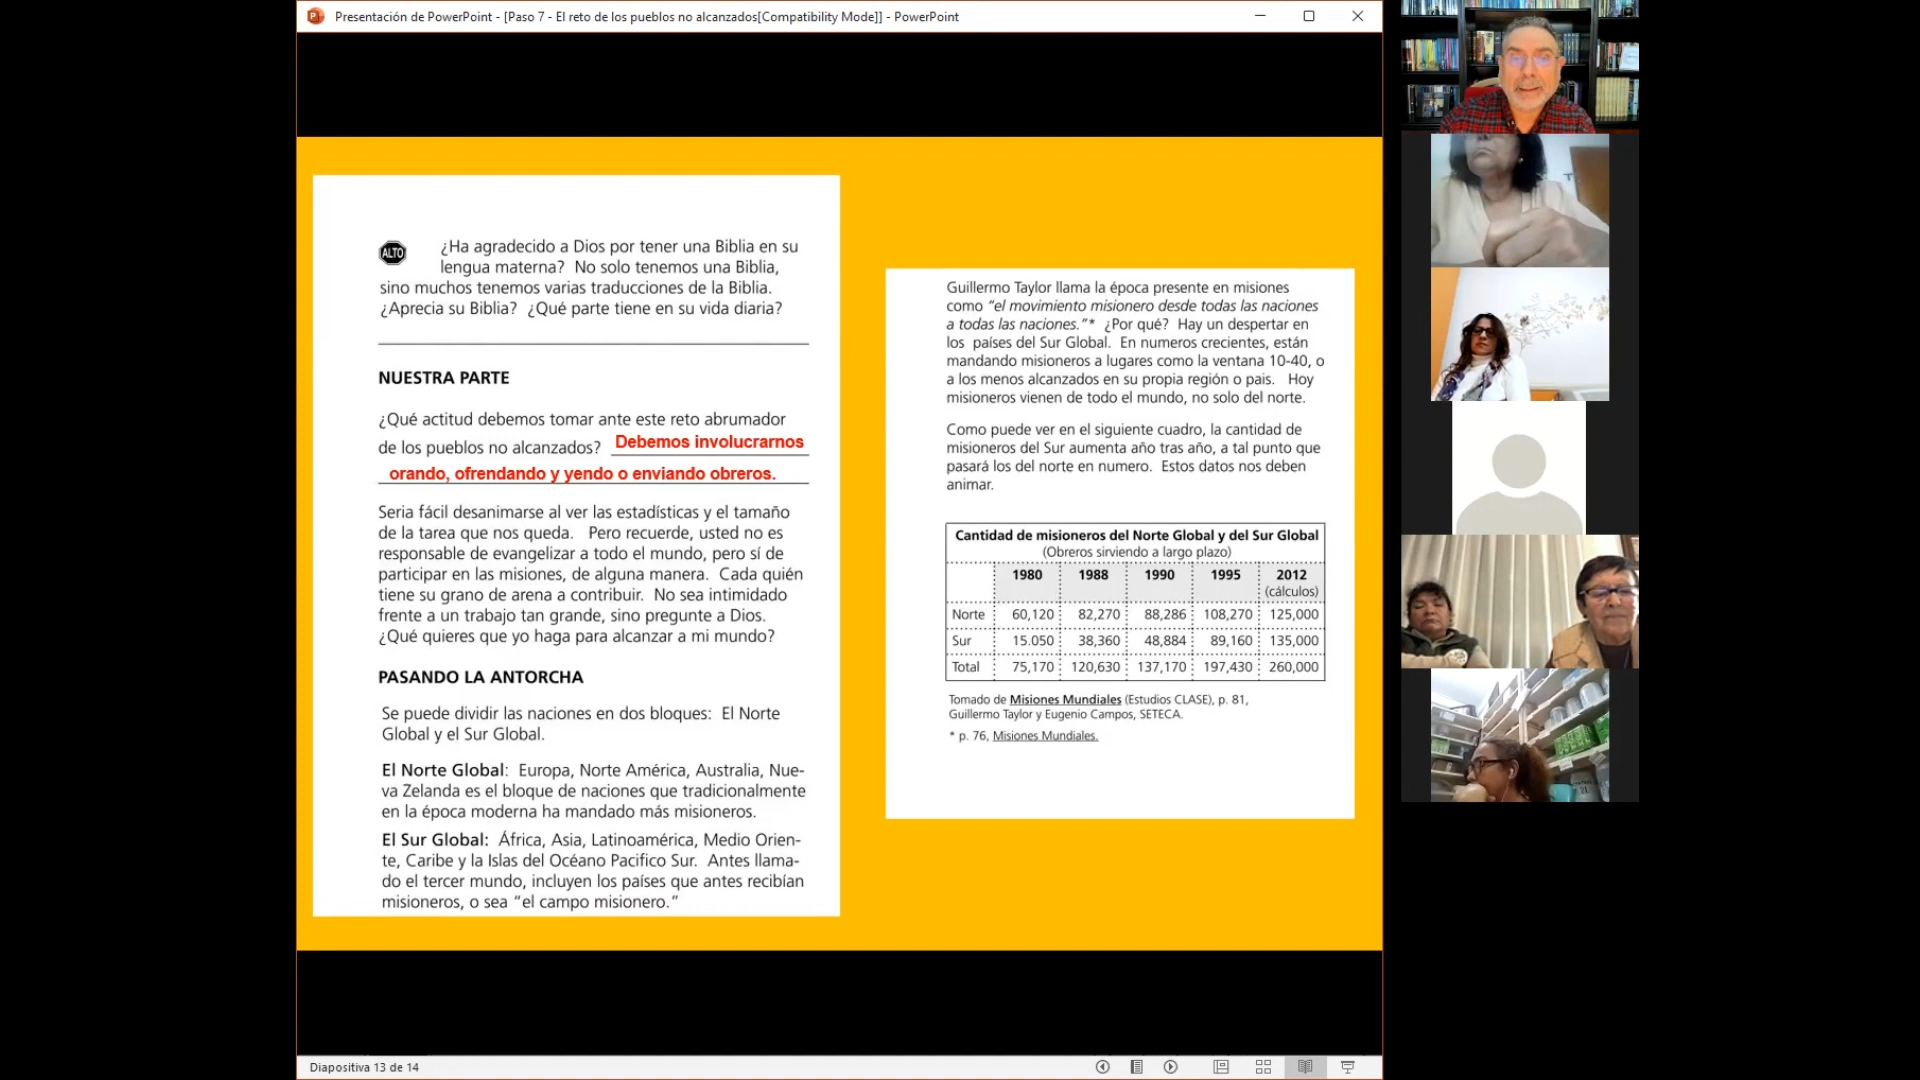 Presentación de PowerPoint - [Paso 7 - El reto de los pueblos no alcanzados[Compatibility Mode]] - PowerPoint
ALTO
¿Ha agradecido a Dios por tener una Biblia en su
lengua materna? No solo tenemos una Biblia,
sino muchos tenemos varias traducciones de la Biblia.
¿Aprecia su Biblia? ¿Qué parte tiene en su vida diaria?
NUESTRA PARTE
¿Qué actitud debemos tomar ante este reto abrumador
de los pueblos no alcanzados? Debemos involucrarnos
orando, ofrendando y yendo o enviando obreros.
Seria fácil desanimarse al ver las estadísticas y el tamaño
de la tarea que nos queda. Pero recuerde, usted no es
responsable de evangelizar a todo el mundo, pero sí de
participar en las misiones, de alguna manera. Cada quién
tiene su grano de arena a contribuir. No sea intimidado
frente a un trabajo tan grande, sino pregunte a Dios.
¿Qué quieres que yo haga para alcanzar a mi mundo?
PASANDO LA ANTORCHA
Se puede dividir las naciones en dos bloques: El Norte
Global y el Sur Global.
El Norte Global: Europa, Norte América, Australia, Nue-
va Zelanda es el bloque de naciones que tradicionalmente
en la época moderna ha mandado más misioneros.
El Sur Global: África, Asia, Latinoamérica, Medio Orien-
te, Caribe y la Islas del Océano Pacifico Sur. Antes llama-
do el tercer mundo, incluyen los países que antes recibían
misioneros, o sea "el campo misionero."
Guillermo Taylor llama la época presente en misiones
como "el movimiento misionero desde todas las naciones
a todas las naciones."* ¿Por qué? Hay un despertar en
los países del Sur Global. En numeros crecientes, están
mandando misioneros a lugares como la ventana 10-40, o
a los menos alcanzados en su propia región o pais. Hoy
misioneros vienen de todo el mundo, no solo del norte.
Como puede ver en el siguiente cuadro, la cantidad de
misioneros del Sur aumenta año tras año, a tal punto que
pasará los del norte en numero. Estos datos nos deben
animar.
Cantidad de misioneros del Norte Global y del Sur Global
(Obreros sirviendo a largo plazo)
1980 1988 1990 1995 2012
(cálculos)
Norte 60,120 82,270 88,286 108,270 125,000
Sur 15.050 38,360 48,884 89,160 135,000
Total 75,170 120,630 137,170 197,430 260,000
Tomado de Misiones Mundiales (Estudios CLASE), p. 81,
Guillermo Taylor y Eugenio Campos, SETECA.
* p. 76, Misiones Mundiales.
Diapositiva 13 de 14